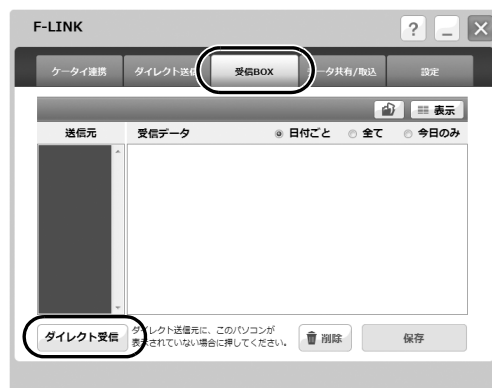 F-LINK
?
ケータイ連携 ダイレクト送信 受信BOX データ共有/取込 設定
表示
送信元 受信データ 日付ごと 全て 今日のみ
ダイレクト受信
ダイレクト送信元に、このパソコンが
表示されていない場合に押してください。
削除
保存